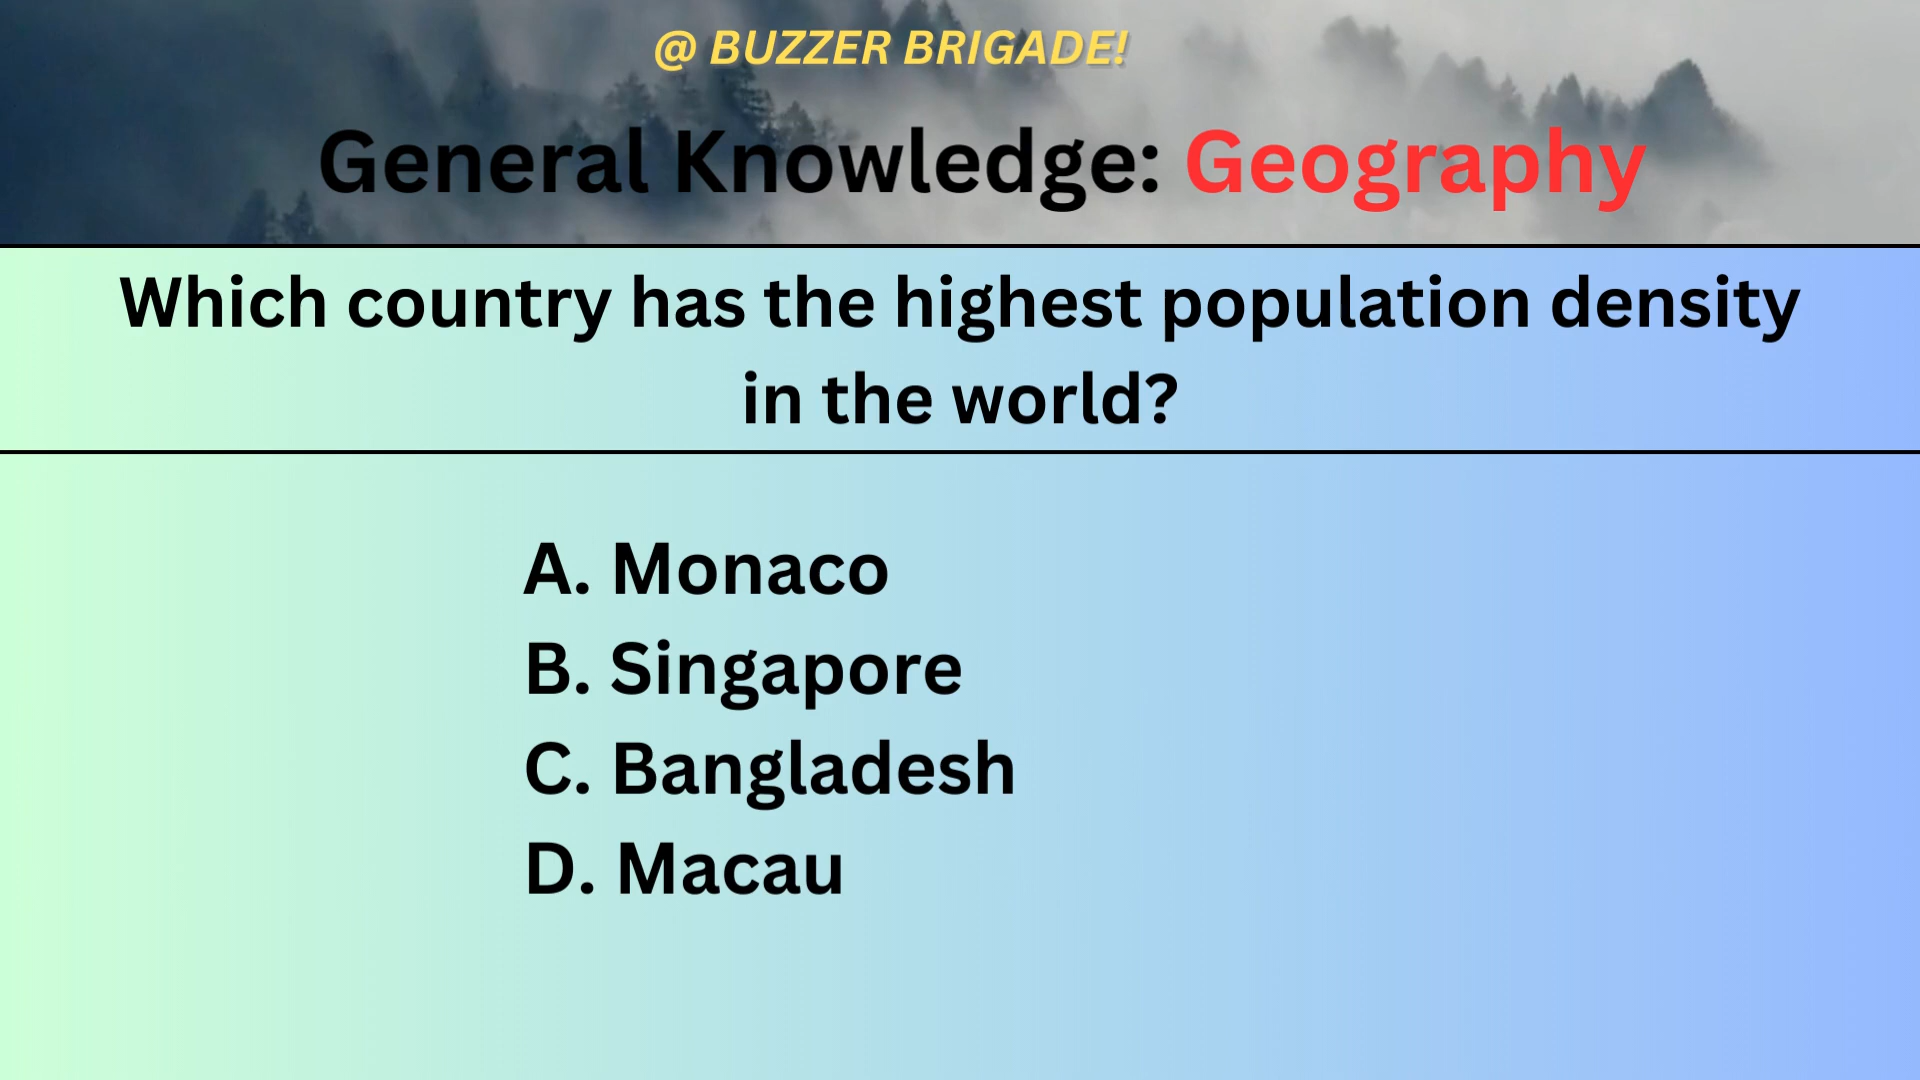 @ BUZZER BRIGADE!
General Knowledge: Geography
Which country has the highest population density
in the world?
A. Monaco
B. Singapore
C. Bangladesh
D. Macau